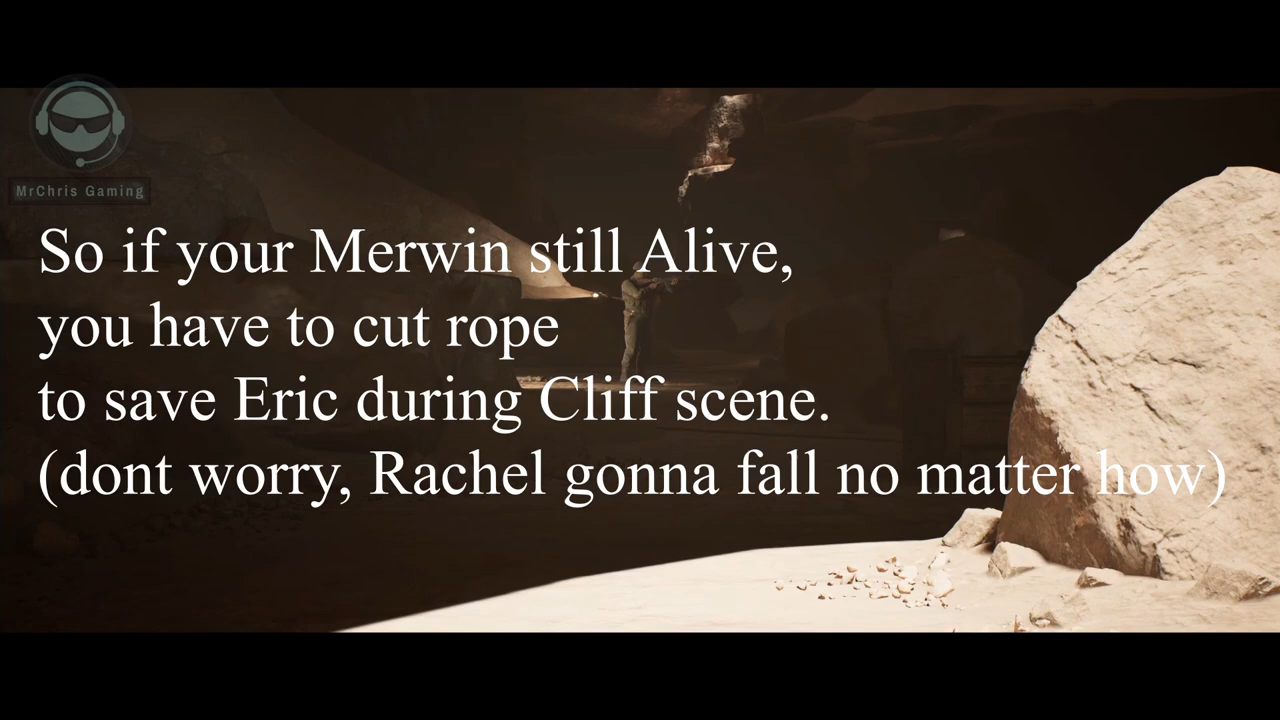 MrChris Gaming
So if your Merwin still Alive,
you have to cut rope
to save Eric during Cliff scene.
(dont worry, Rachel gonna fall no matter how)